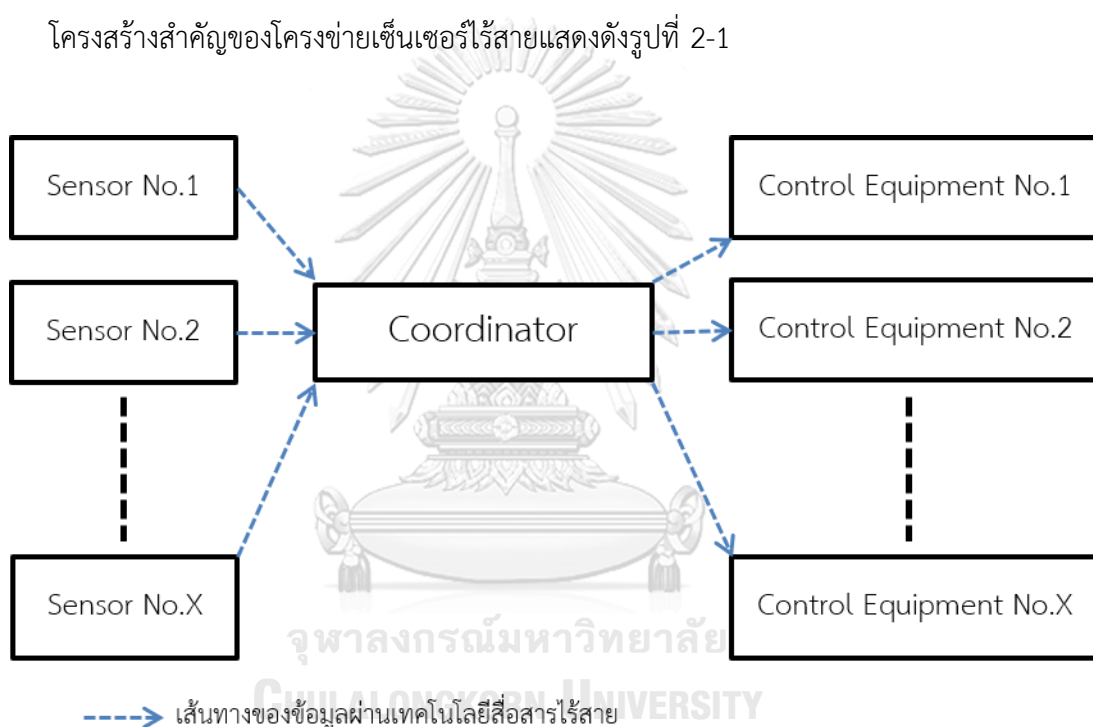 โครงสร้างสำคัญของโครงข่ายเซ็นเซอร์ไร้สายแสดงดังรูปที่ 2-1
Sensor No.1
Control Equipment No.1
Sensor No.2
Coordinator
Control Equipment No.2
Sensor No.X
Control Equipment No.X
จุฬาลงกรณ์มหาวิทยาลัย
CHULALONGKORN UNIVERSITY
เส้นทางของข้อมูลผ่านเทคโนโลยีสื่อสารไร้สาย